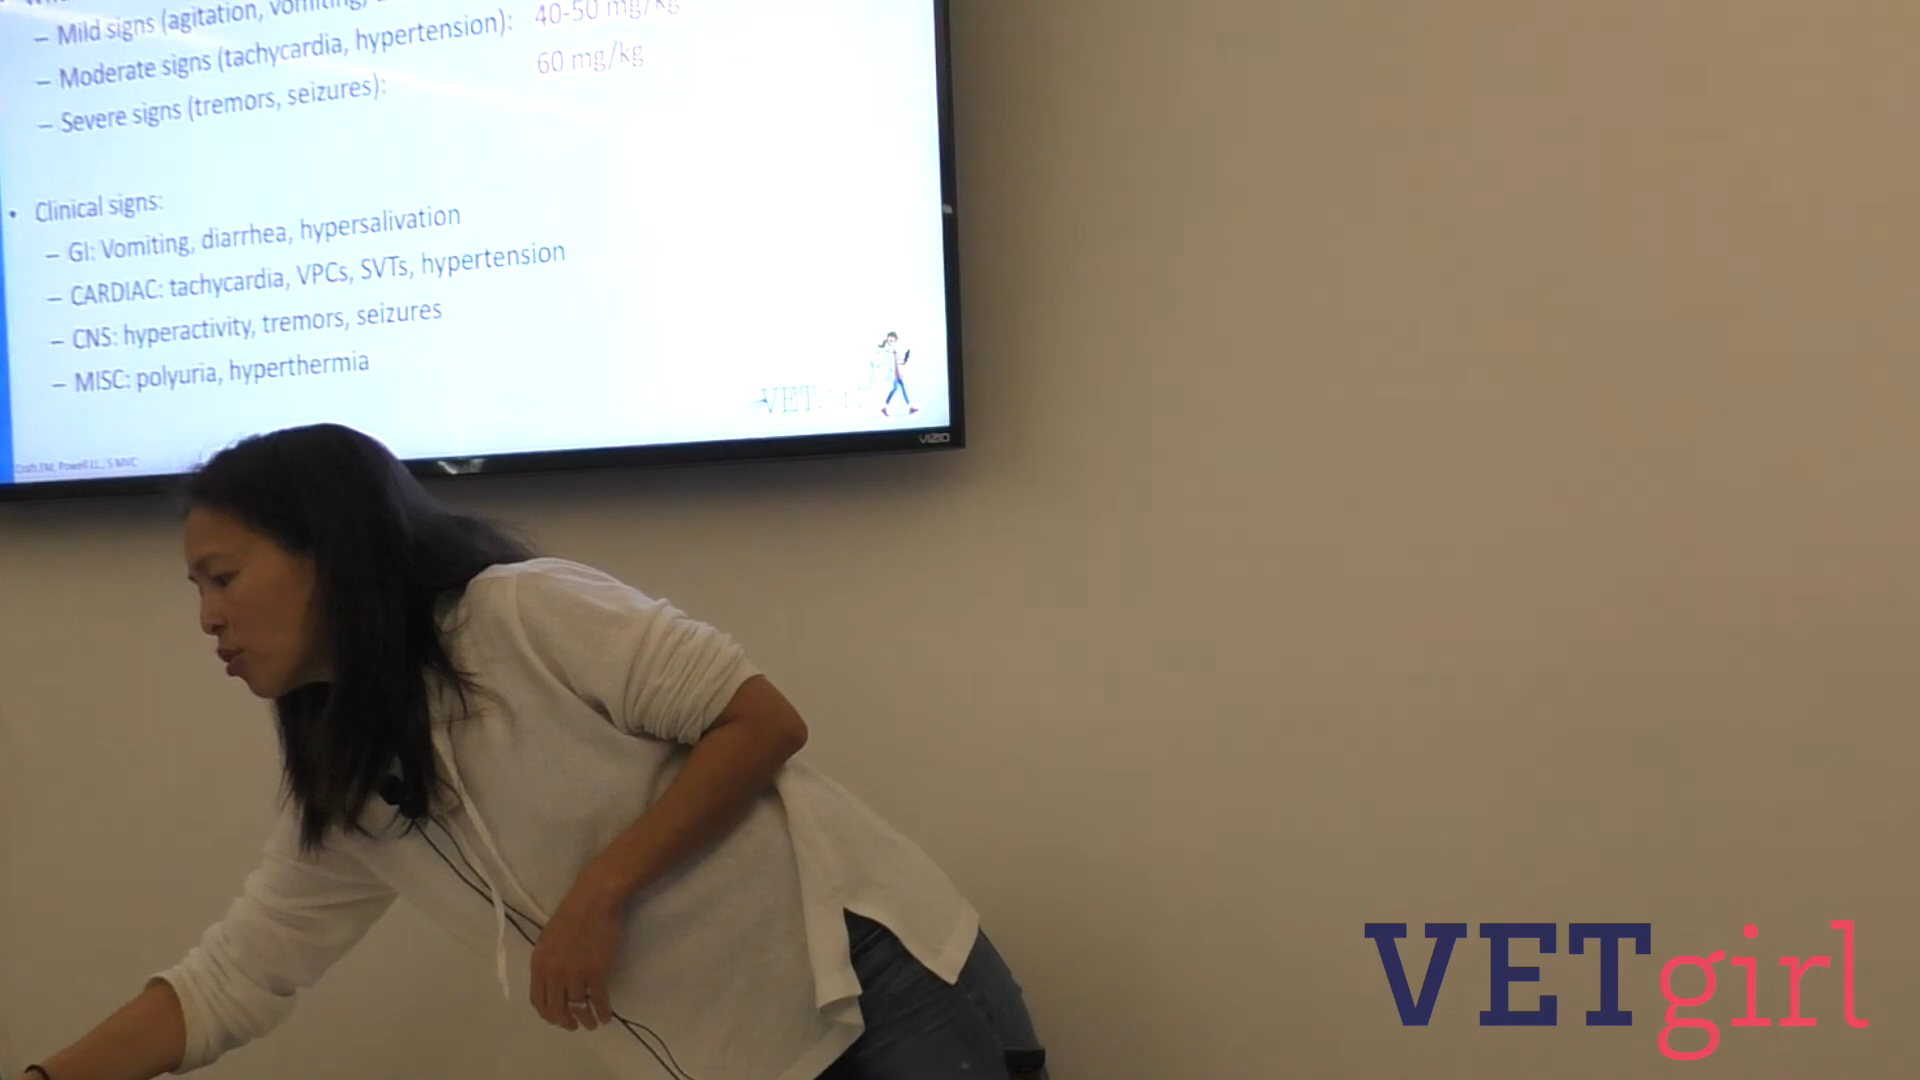 – Mild signs (agitation, vomiting,
– Moderate signs (tachycardia, hypertension): 40-50 mg/kg
– Severe signs (tremors, seizures): 60 mg/kg
• Clinical signs:
– GI: Vomiting, diarrhea, hypersalivation
– CARDIAC: tachycardia, VPCs, SVTs, hypertension
– CNS: hyperactivity, tremors, seizures
– MISC: polyuria, hyperthermia
VET
VIZIO
VETgirl